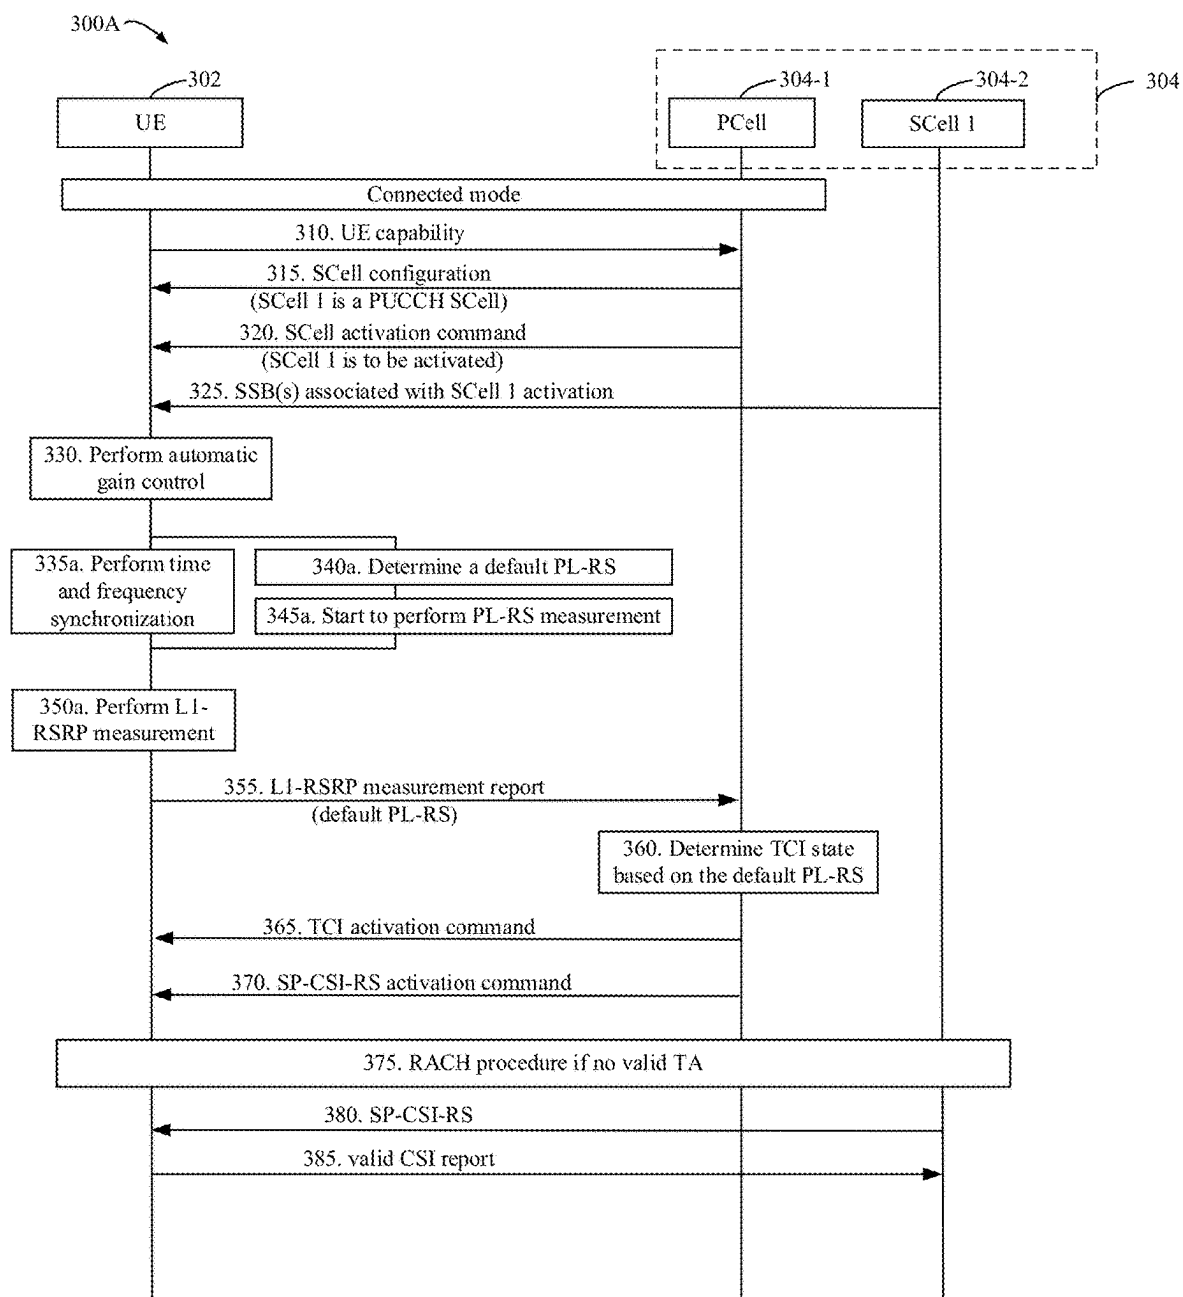 300A
302
304-1
304-2
304
UE
PCell
SCell 1
Connected mode
310. UE capability
315. SCell configuration
(SCell 1 is a PUCCH SCell)
320. SCell activation command
(SCell 1 is to be activated)
325. SSB(s) associated with SCell 1 activation
330. Perform automatic
gain control
335a. Perform time
and frequency
synchronization
340a. Determine a default PL-RS
345a. Start to perform PL-RS measurement
350a. Perform L1-
RSRP measurement
355. L1-RSRP measurement report
(default PL-RS)
360. Determine TCI state
based on the default PL-RS
365. TCI activation command
370. SP-CSI-RS activation command
375. RACH procedure if no valid TA
380. SP-CSI-RS
385. valid CSI report